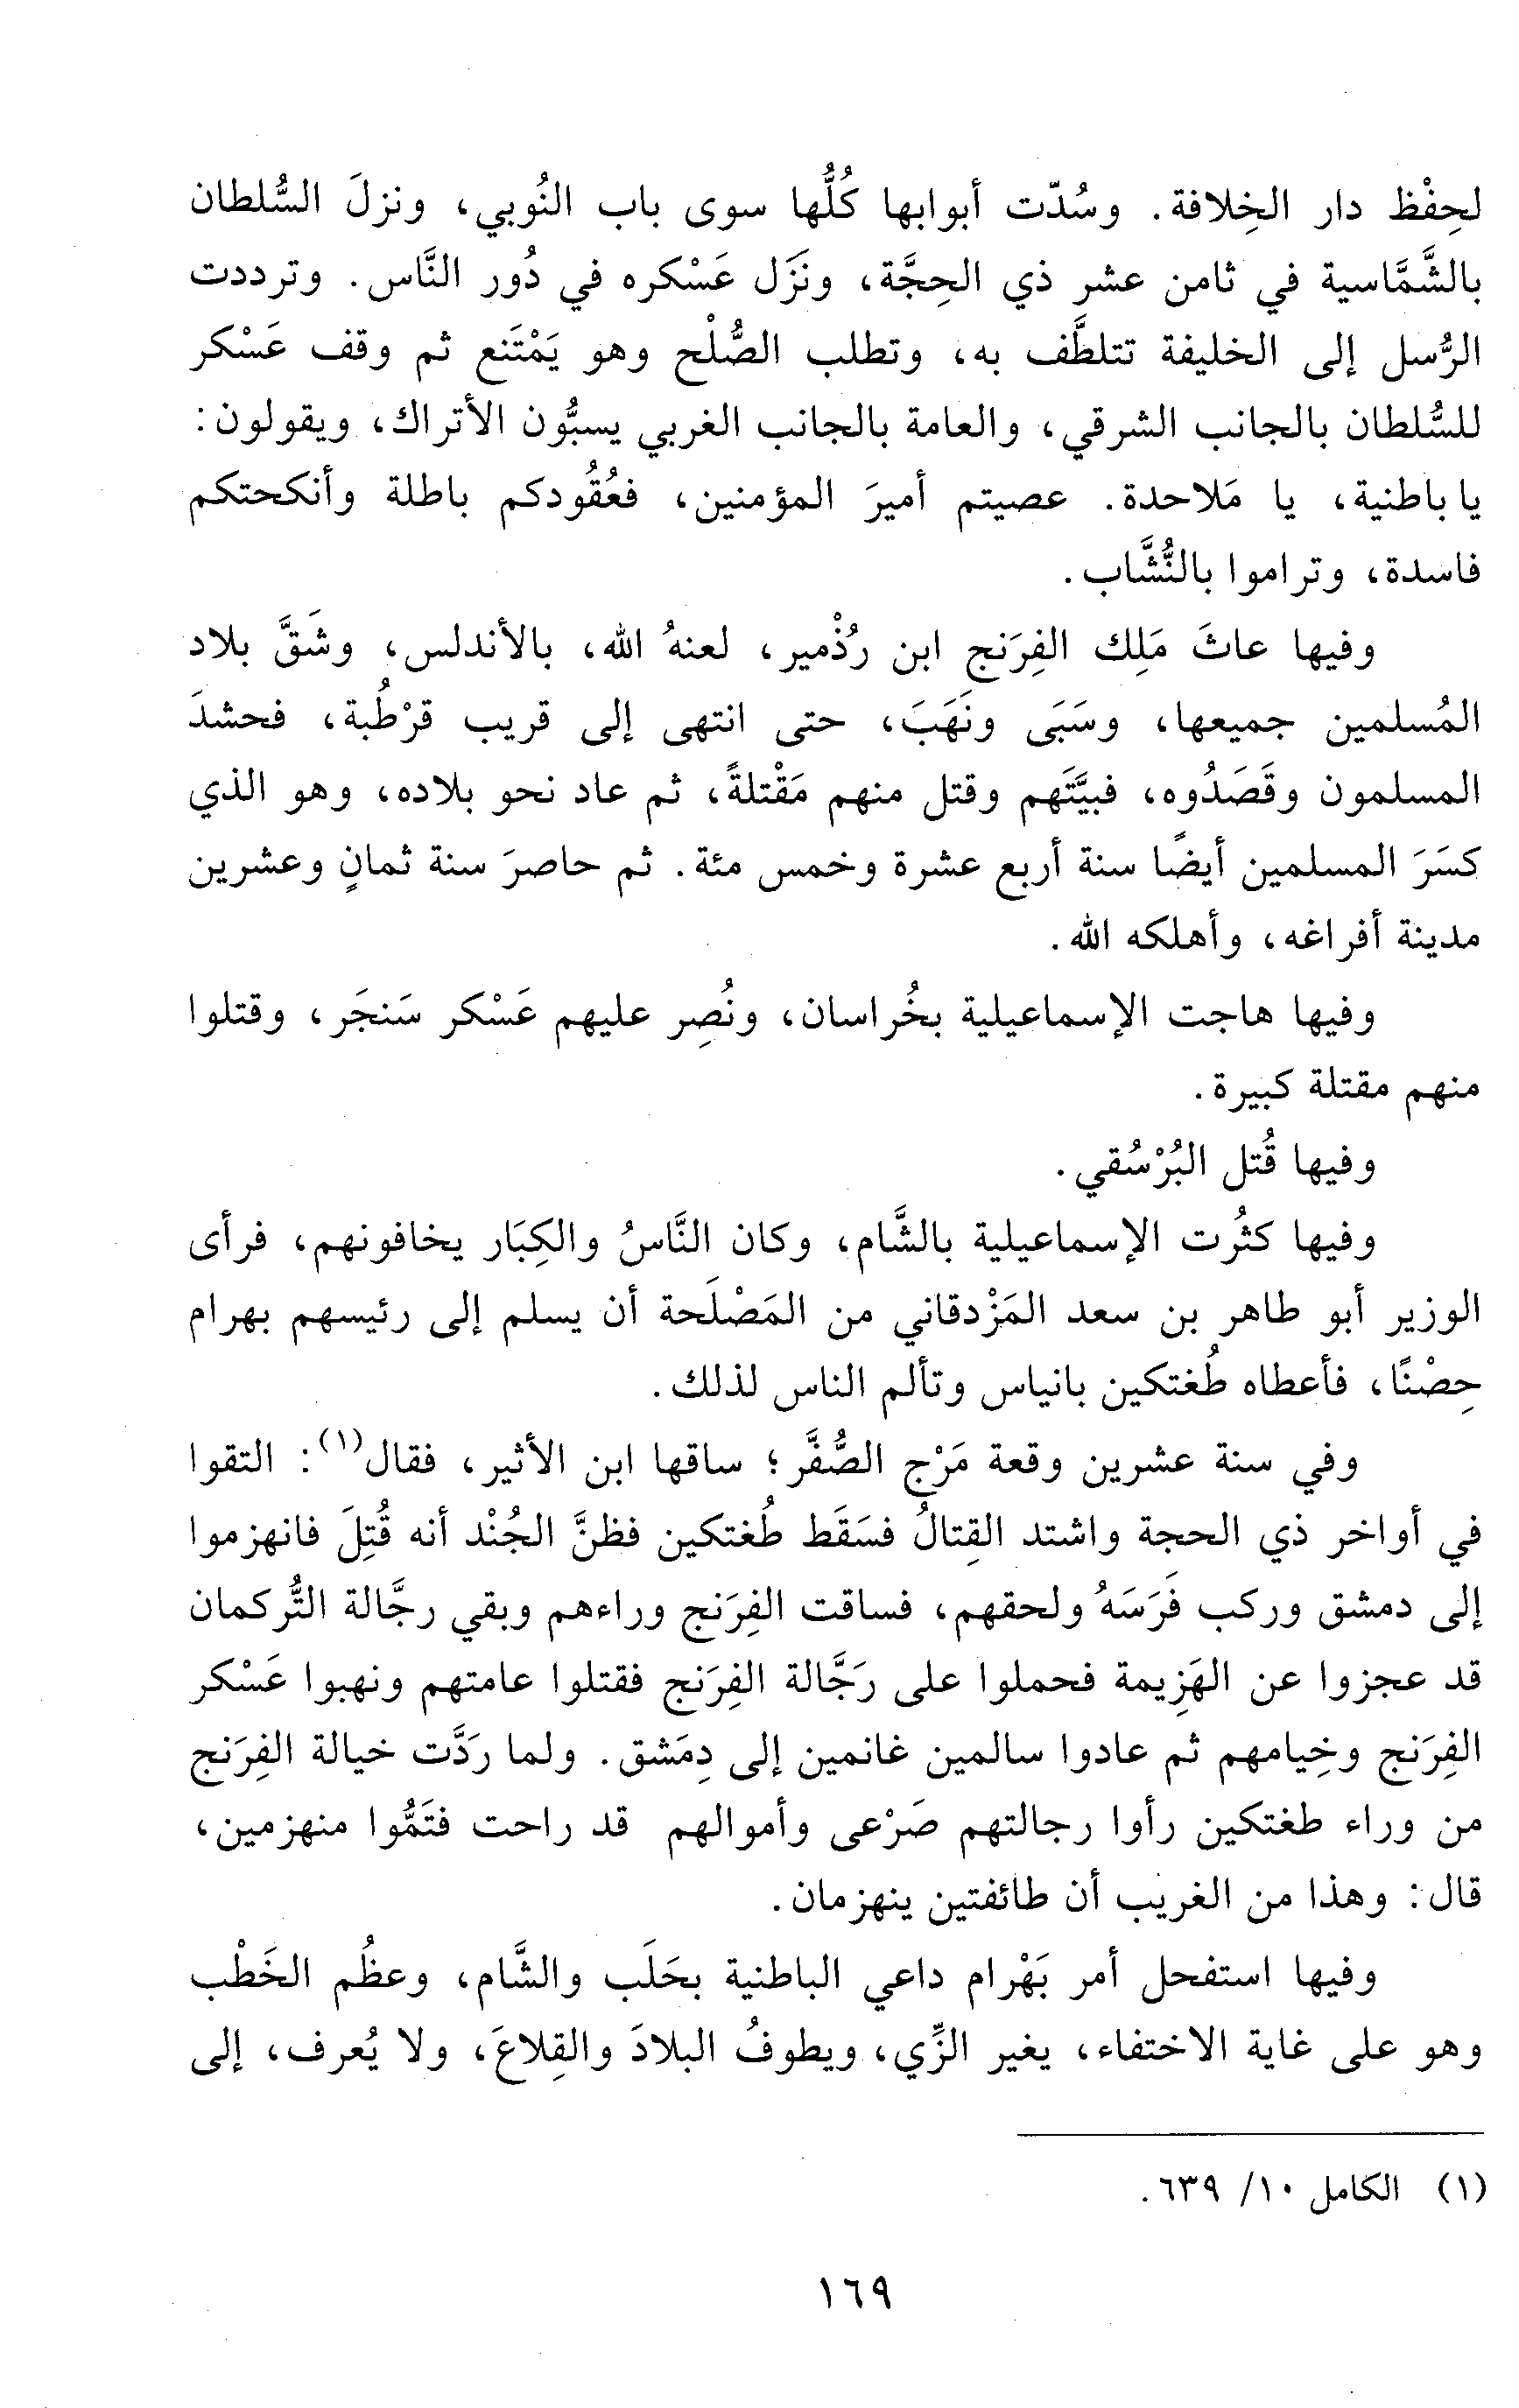 لحِفْظ دار الخِلافة. وسُدّت أبوابها كُلُّها سوى باب النُوبي، ونزلَ السُّلطان
بالشَّمَّاسية في ثامن عشر ذي الحِجَّة، ونَزَل عَسْكره في دُور النَّاس. وترددت
الرُّسل إلى الخليفة تتلطَّف به، وتطلب الصُّلْح وهو يَمْتَنع ثم وقف عَسْكر
للسُّلطان بالجانب الشرقي، والعامة بالجانب الغربي يسبُّون الأتراك، ويقولون:
يا باطنية، يا مَلاحدة. عصيتم أميرَ المؤمنين، فعُقُودكم باطلة وأنكحتكم
فاسدة، وتراموا بالنُّشَّاب.
وفيها عاثَ مَلِك الفِرَنج ابن رُذْمير، لعنهُ الله، بالأندلس، وشَقَّ بلاد
المُسلمين جميعها، وسَبَى ونَهَبَ، حتى انتهى إلى قريب قرْطُبة، فحشدَ
المسلمون وقَصَدُوه، فبيَّتَهم وقتل منهم مَقْتلةً، ثم عاد نحو بلاده، وهو الذي
كسَرَ المسلمين أيضًا سنة أربع عشرة وخمس مئة. ثم حاصرَ سنة ثمانٍ وعشرين
مدينة أفراغه، وأهلكه الله.
وفيها هاجت الإسماعيلية بخُراسان، ونُصِر عليهم عَسْكر سَنجَر، وقتلوا
منهم مقتلة كبيرة.
وفيها قُتل البُرْسُقي.
وفيها كثُرت الإسماعيلية بالشَّام، وكان النَّاسُ والكِبَار يخافونهم، فرأى
الوزير أبو طاهر بن سعد المَزْدقاني من المَصْلَحة أن يسلم إلى رئيسهم بهرام
حِصْنًا، فأعطاه طُغتكين بانياس وتألم الناس لذلك.
وفي سنة عشرين وقعة مَرْج الصُّفَّر؛ ساقها ابن الأثير، فقال(١): التقوا
في أواخر ذي الحجة واشتد القِتالُ فسَقَط طُغتكين فظنَّ الجُنْد أنه قُتِلَ فانهزموا
إلى دمشق وركب فَرَسَهُ ولحقهم، فساقت الفِرَنج وراءهم وبقي رجَّالة التُّركمان
قد عجزوا عن الهَزِيمة فحملوا على رَجَّالة الفِرَنج فقتلوا عامتهم ونهبوا عَسْكر
الفِرَنج وخِيامهم ثم عادوا سالمين غانمين إلى دِمَشق. ولما رَدَّت خيالة الفِرَنج
من وراء طغتكين رأوا رجالتهم صَرْعى وأموالهم قد راحت فتَمُّوا منهزمين،
قال: وهذا من الغريب أن طائفتين ينهزمان.
وفيها استفحل أمر بَهْرام داعي الباطنية بحَلَب والشَّام، وعظُم الخَطْب
وهو على غاية الاختفاء، يغير الزِّي، ويطوفُ البلادَ والقِلاعَ، ولا يُعرف، إلى
(١) الكامل ١٠/ ٦٣٩.
١٦٩